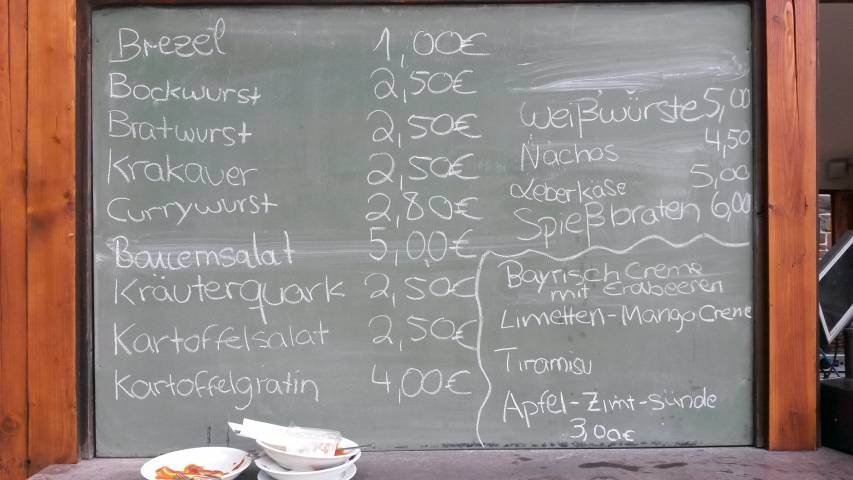 Brezel 1,00€
Bockwurst 2,50€
Bratwurst 2,50€
Krakauer 2,50€
Currywurst 2,80€
Bauernsalat 5,00€
Kräuterquark 2,50€
Kartoffelsalat 2,50€
Kartoffelgratin 4,00€
Weißwürste 5,00
Nachos 4,50
Leberkäse 5,00
Spießbraten 6,00
Bayrisch Creme
mit Erdbeeren
Limetten-Mango Creme
Tiramisu
Apfel-Zimt-Sünde
3,00€